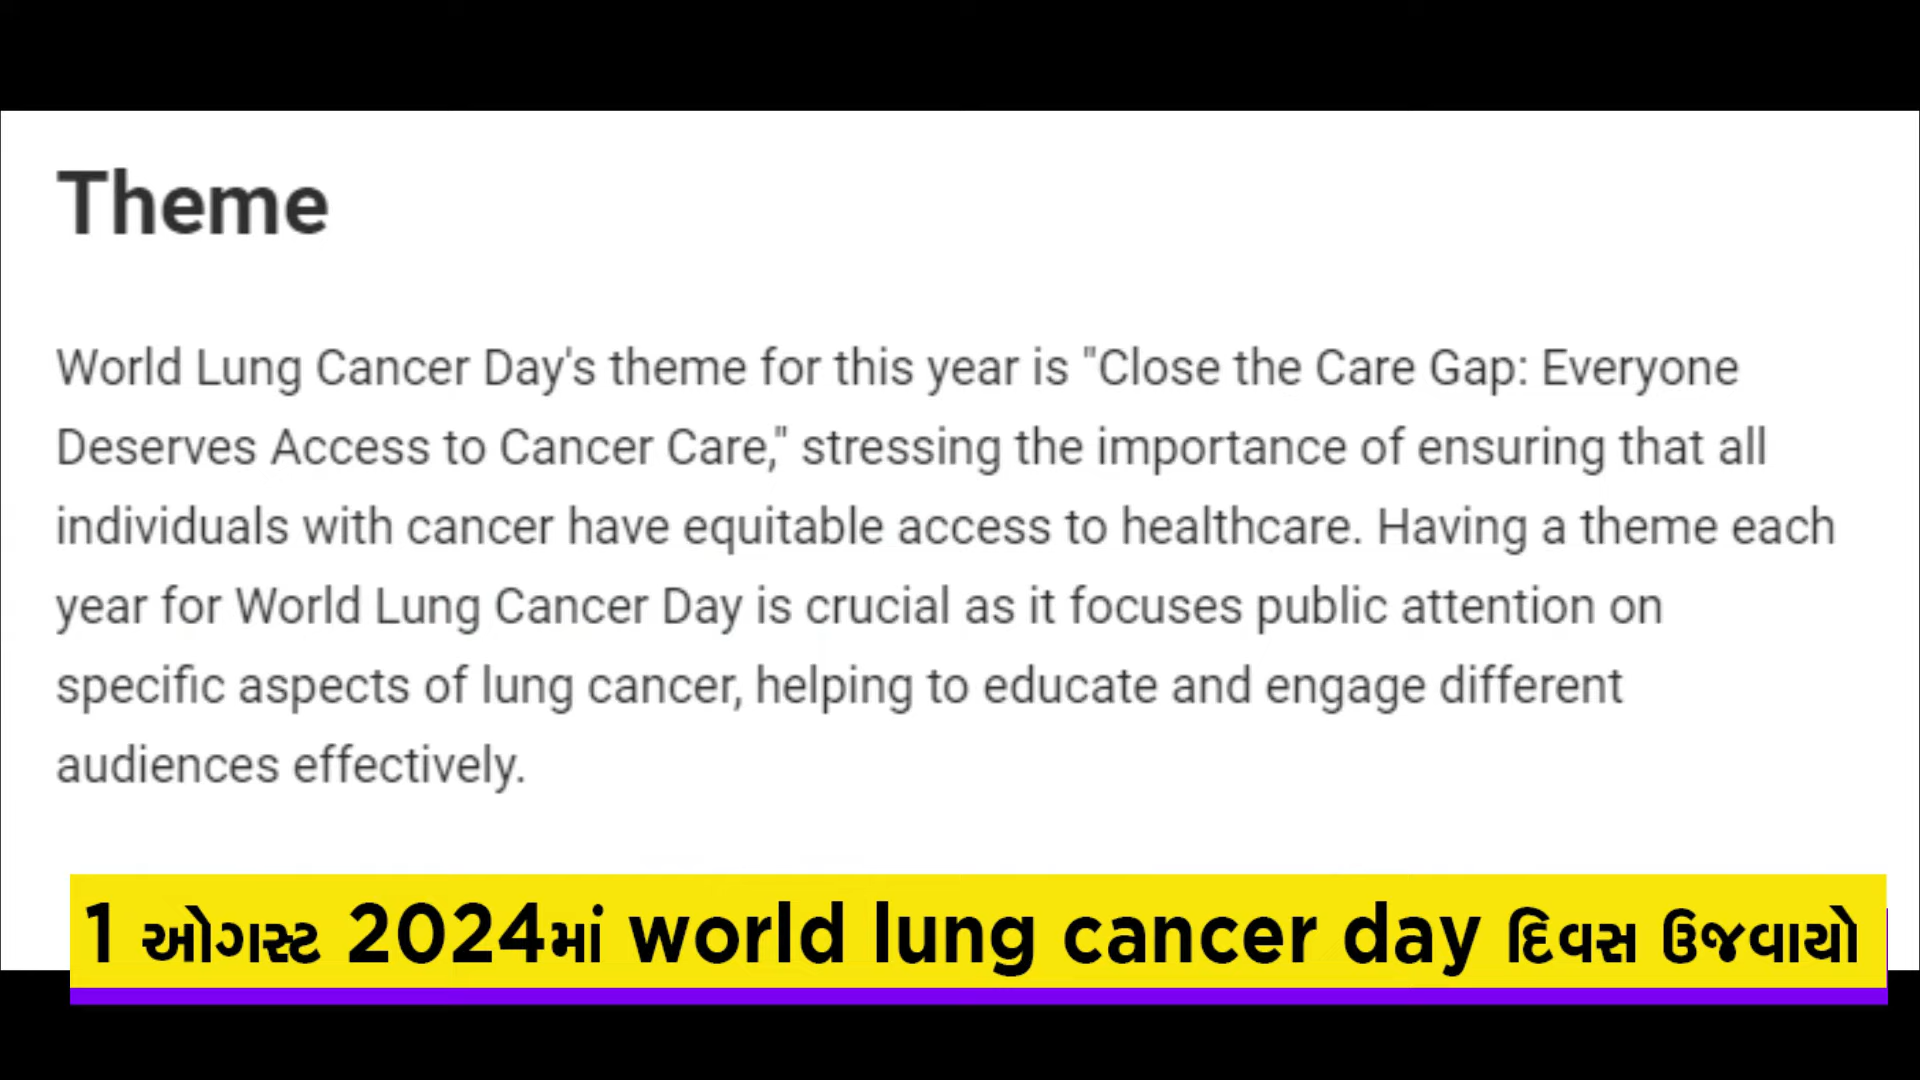 Theme
World Lung Cancer Day's theme for this year is "Close the Care Gap: Everyone
Deserves Access to Cancer Care," stressing the importance of ensuring that all
individuals with cancer have equitable access to healthcare. Having a theme each
year for World Lung Cancer Day is crucial as it focuses public attention on
specific aspects of lung cancer, helping to educate and engage different
audiences effectively.
1 ઓગસ્ટ 2024માં world lung cancer day દિવસ ઉજવાયો